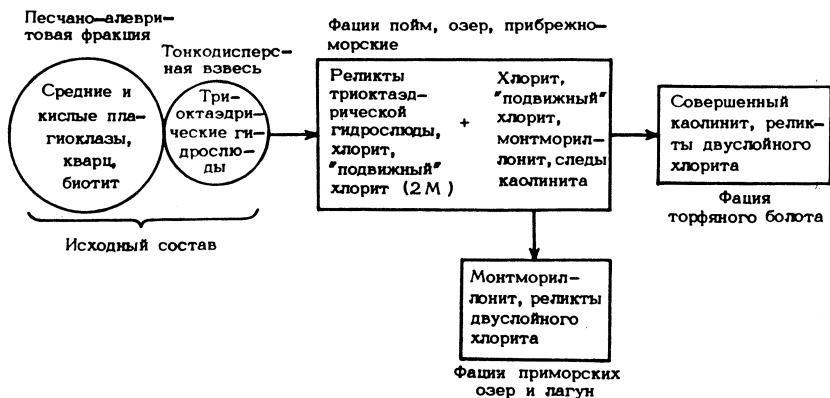 Песчано-алеври-
товая фракция
Средние и
кислые пла-
гиоклазы,
кварц,
биотит
Тонкодисперс-
ная взвесь
Три-
октаэдри-
ческие ги-
дрослю-
ды
Исходный состав
Фации пойм, озер, прибрежно-
морские
Реликты
триоктаэд-
рической
гидрослюды,
хлорит,
"подвижный"
хлорит (2М)
+
Хлорит,
"подвижный"
хлорит,
монтморил-
лонит, следы
каолинита
Совершенный
каолинит, релик-
ты двуслойного
хлорита
Фация
торфяного болота
Монтморил-
лонит, реликты
двуслойного
хлорита
Фации приморских
озер и лагун